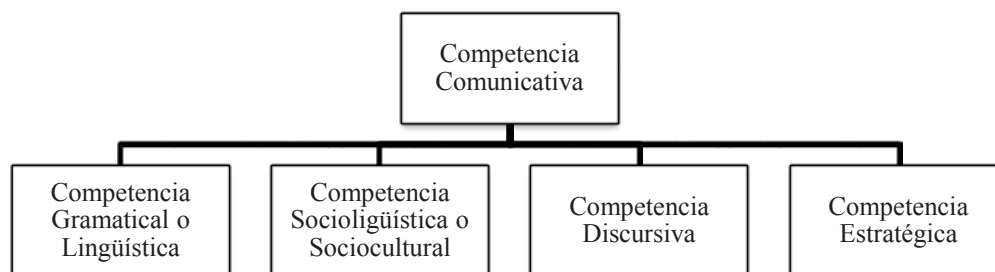 Competencia
Comunicativa
Competencia
Gramatical o
Lingüística
Competencia
Socioligüística o
Sociocultural
Competencia
Discursiva
Competencia
Estratégica